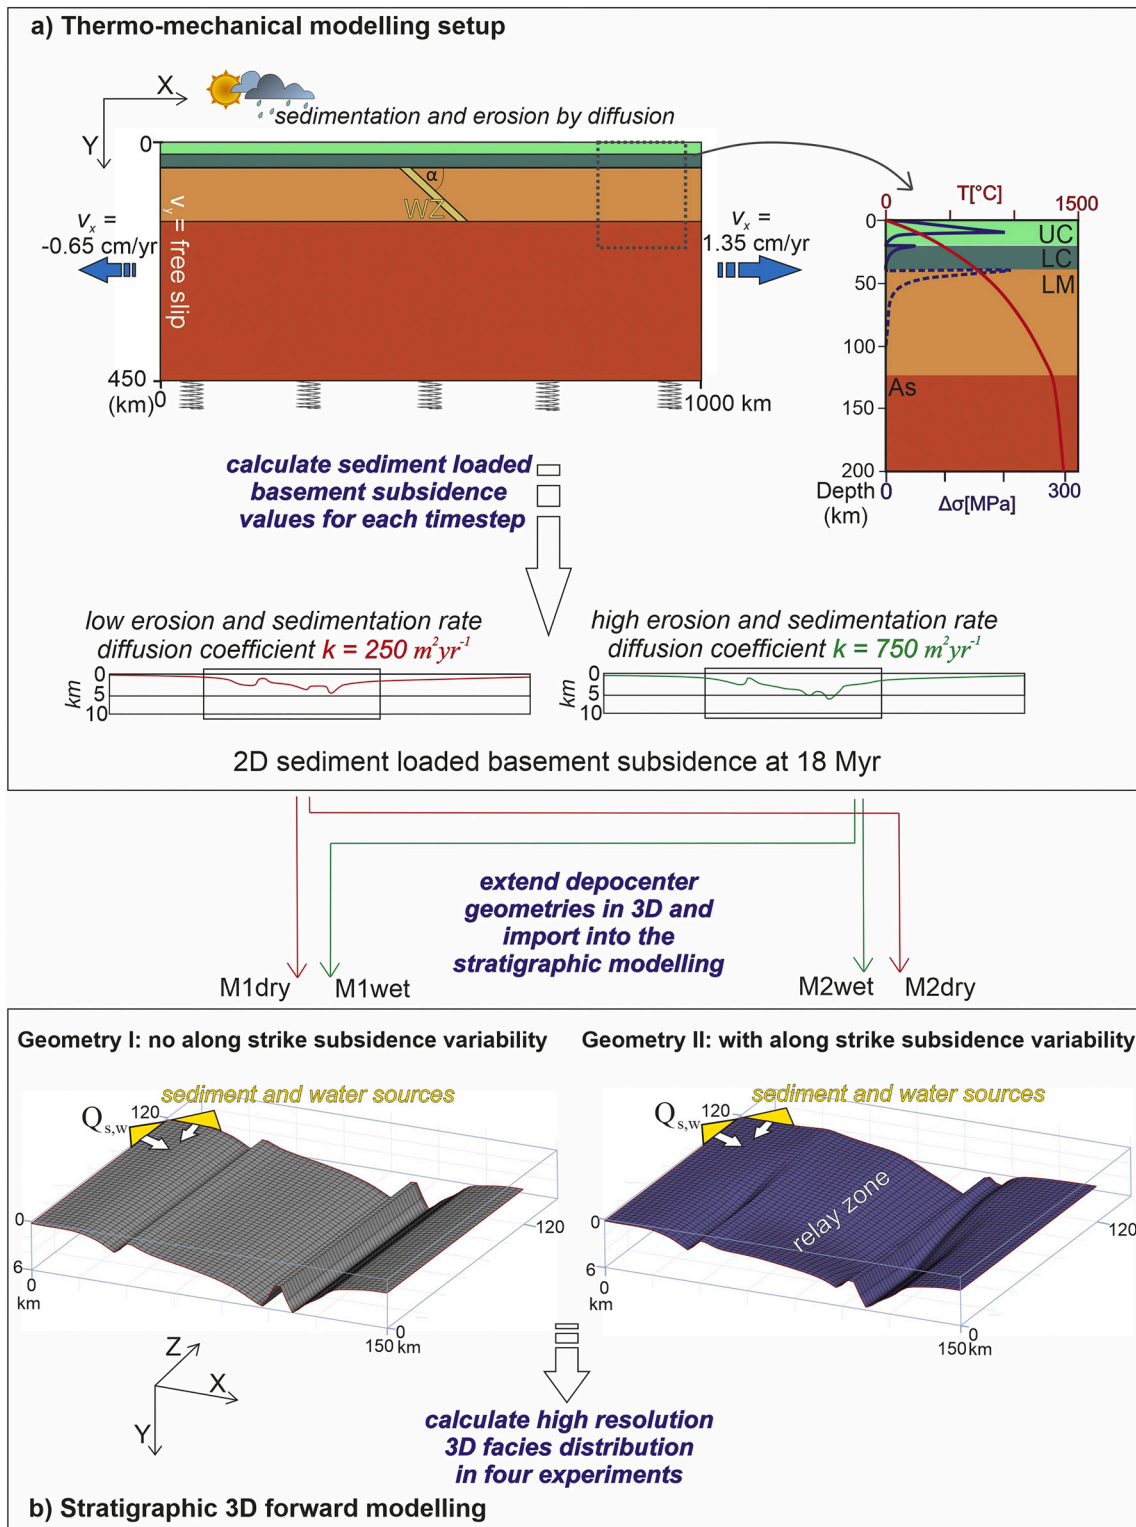 a) Thermo-mechanical modelling setup
X
Y
sedimentation and erosion by diffusion
0
α
WZ
v_y = free slip
v_x =
-0.65 cm/yr
v_x =
1.35 cm/yr
450
(km)
0
1000 km
T[°C]
0
1500
0
50
100
150
200
UC
LC
LM
As
Depth
(km)
0
300
Δσ[MPa]
calculate sediment loaded
basement subsidence
values for each timestep
low erosion and sedimentation rate
diffusion coefficient k = 250 m²yr⁻¹
high erosion and sedimentation rate
diffusion coefficient k = 750 m²yr⁻¹
km
0
5
10
km
0
5
10
2D sediment loaded basement subsidence at 18 Myr
extend depocenter
geometries in 3D and
import into the
stratigraphic modelling
M1dry
M1wet
M2wet
M2dry
Geometry I: no along strike subsidence variability
Geometry II: with along strike subsidence variability
sediment and water sources
Q s,w
120
0
6
0
km
120
0
150 km
sediment and water sources
Q s,w
120
relay zone
0
6
0
km
120
0
150 km
Z
X
Y
calculate high resolution
3D facies distribution
in four experiments
b) Stratigraphic 3D forward modelling